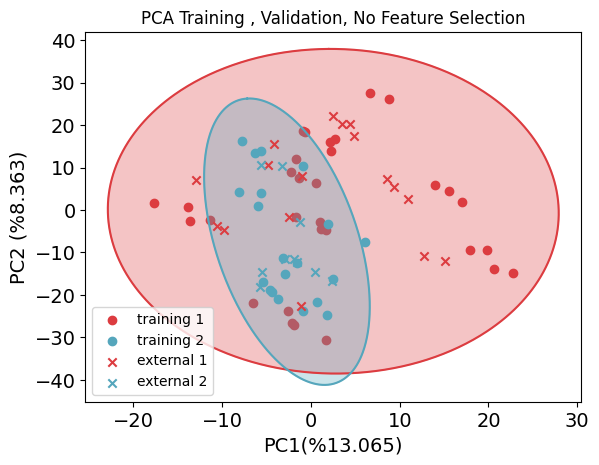 PCA Training , Validation, No Feature Selection
PC2 (%8.363)
40
30
20
10
0
−10
−20
−30
−40
training 1
training 2
external 1
external 2
−20
−10
0
10
20
30
PC1(%13.065)